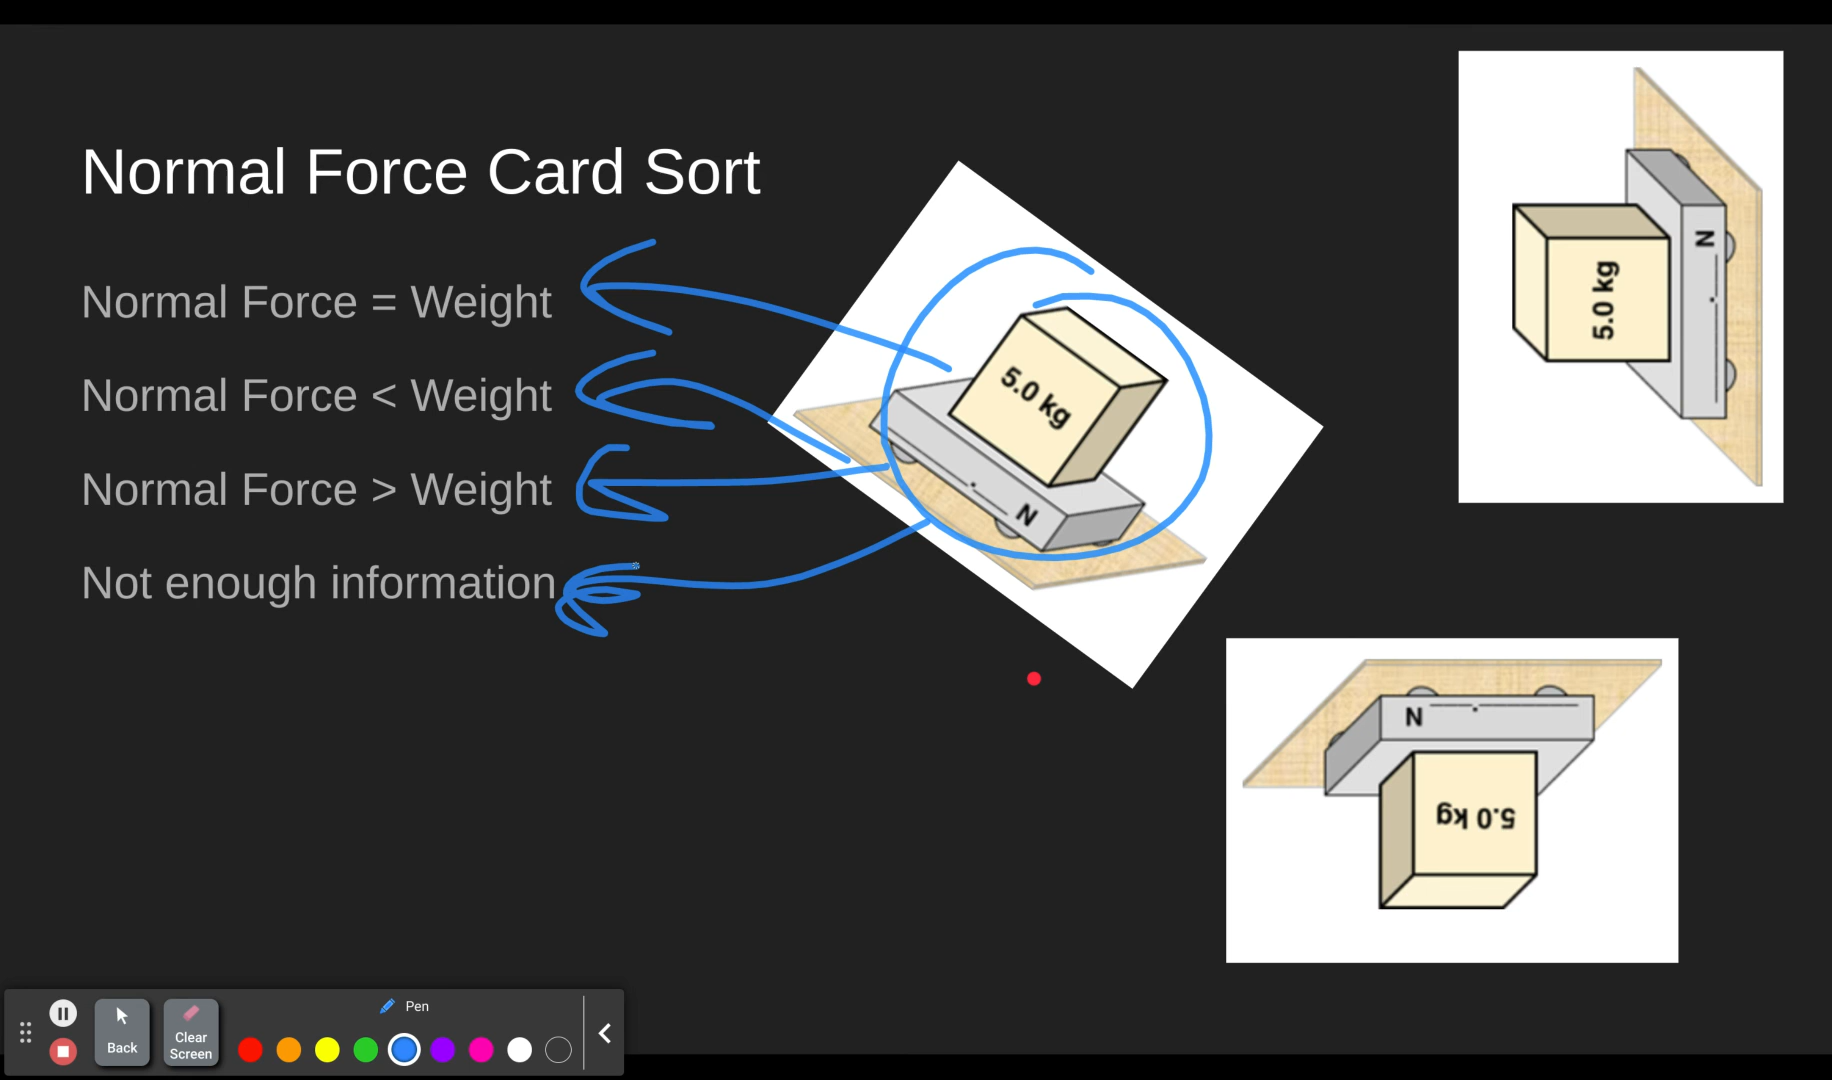 Normal Force Card Sort
Normal Force = Weight
Normal Force < Weight
Normal Force > Weight
Not enough information
5.0 kg
N
5.0 kg
N
N
5.0 kg
Pen
Back
Clear
Screen